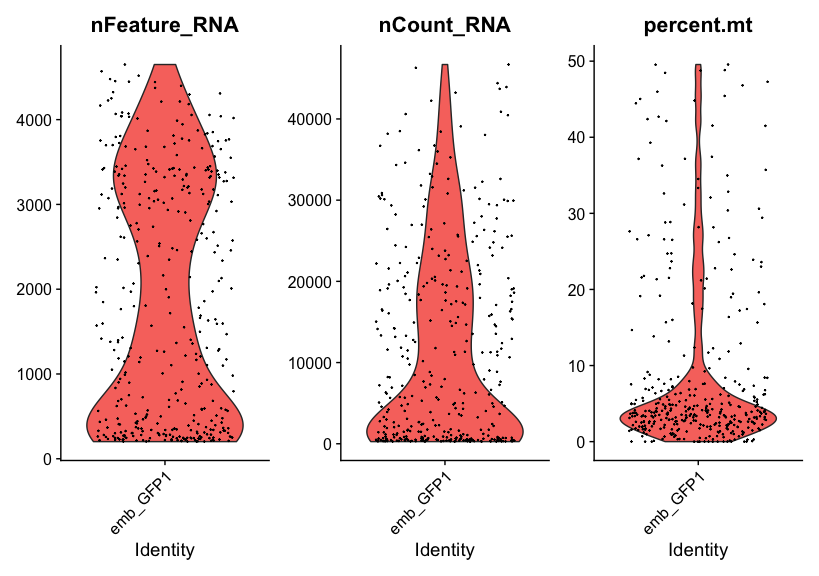 nFeature_RNA
4000
3000
2000
1000
0
emb_GFP1
Identity
nCount_RNA
40000
30000
20000
10000
0
emb_GFP1
Identity
percent.mt
50
40
30
20
10
0
emb_GFP1
Identity